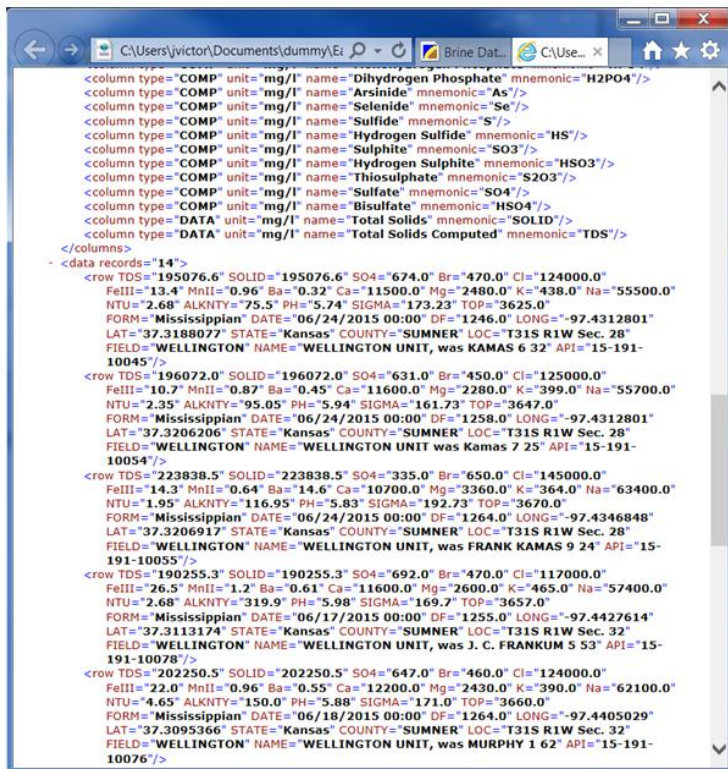 C:\Users\jvictor\Documents\dummy\Ea
Brine Dat...
C:\Use...
<column type="COMP" unit="mg/l" name="Dihydrogen Phosphate" mnemonic="H2PO4"/>
<column type="COMP" unit="mg/l" name="Arsinide" mnemonic="As"/>
<column type="COMP" unit="mg/l" name="Selenide" mnemonic="Se"/>
<column type="COMP" unit="mg/l" name="Sulfide" mnemonic="S"/>
<column type="COMP" unit="mg/l" name="Hydrogen Sulfide" mnemonic="HS"/>
<column type="COMP" unit="mg/l" name="Sulphite" mnemonic="SO3"/>
<column type="COMP" unit="mg/l" name="Hydrogen Sulphite" mnemonic="HSO3"/>
<column type="COMP" unit="mg/l" name="Thiosulphate" mnemonic="S2O3"/>
<column type="COMP" unit="mg/l" name="Sulfate" mnemonic="SO4"/>
<column type="COMP" unit="mg/l" name="Bisulfate" mnemonic="HSO4"/>
<column type="DATA" unit="mg/l" name="Total Solids" mnemonic="SOLID"/>
<column type="DATA" unit="mg/l" name="Total Solids Computed" mnemonic="TDS"/>
</columns>
- <data records="14">
<row TDS="195076.6" SOLID="195076.6" SO4="674.0" Br="470.0" Cl="124000.0"
FeIII="13.4" MnII="0.96" Ba="0.32" Ca="11500.0" Mg="2480.0" K="438.0" Na="55500.0"
NTU="2.68" ALKNTY="75.5" PH="5.74" SIGMA="173.23" TOP="3625.0"
FORM="Mississippian" DATE="06/24/2015 00:00" DF="1246.0" LONG="-97.4312801"
LAT="37.3188077" STATE="Kansas" COUNTY="SUMNER" LOC="T31S R1W Sec. 28"
FIELD="WELLINGTON" NAME="WELLINGTON UNIT, was KAMAS 6 32" API="15-191-
10045"/>
<row TDS="196072.0" SOLID="196072.0" SO4="631.0" Br="450.0" Cl="125000.0"
FeIII="10.7" MnII="0.87" Ba="0.45" Ca="11600.0" Mg="2280.0" K="399.0" Na="55700.0"
NTU="2.35" ALKNTY="95.05" PH="5.94" SIGMA="161.73" TOP="3647.0"
FORM="Mississippian" DATE="06/24/2015 00:00" DF="1258.0" LONG="-97.4312801"
LAT="37.3206206" STATE="Kansas" COUNTY="SUMNER" LOC="T31S R1W Sec. 28"
FIELD="WELLINGTON" NAME="WELLINGTON UNIT was Kamas 7 25" API="15-191-
10054"/>
<row TDS="223838.5" SOLID="223838.5" SO4="335.0" Br="650.0" Cl="145000.0"
FeIII="14.3" MnII="0.64" Ba="14.6" Ca="10700.0" Mg="3360.0" K="364.0" Na="63400.0"
NTU="1.95" ALKNTY="116.95" PH="5.83" SIGMA="192.73" TOP="3670.0"
FORM="Mississippian" DATE="06/24/2015 00:00" DF="1264.0" LONG="-97.4346848"
LAT="37.3206917" STATE="Kansas" COUNTY="SUMNER" LOC="T31S R1W Sec. 28"
FIELD="WELLINGTON" NAME="WELLINGTON UNIT, was FRANK KAMAS 9 24" API="15-
191-10055"/>
<row TDS="190255.3" SOLID="190255.3" SO4="692.0" Br="470.0" Cl="117000.0"
FeIII="26.5" MnII="1.2" Ba="0.61" Ca="11600.0" Mg="2600.0" K="465.0" Na="57400.0"
NTU="2.68" ALKNTY="319.9" PH="5.98" SIGMA="169.7" TOP="3657.0"
FORM="Mississippian" DATE="06/17/2015 00:00" DF="1255.0" LONG="-97.4427614"
LAT="37.3113174" STATE="Kansas" COUNTY="SUMNER" LOC="T31S R1W Sec. 32"
FIELD="WELLINGTON" NAME="WELLINGTON UNIT, was J. C. FRANKUM 5 53" API="15-
191-10078"/>
<row TDS="202250.5" SOLID="202250.5" SO4="647.0" Br="460.0" Cl="124000.0"
FeIII="22.0" MnII="0.96" Ba="0.55" Ca="12200.0" Mg="2430.0" K="390.0" Na="62100.0"
NTU="4.65" ALKNTY="150.0" PH="5.88" SIGMA="171.0" TOP="3660.0"
FORM="Mississippian" DATE="06/18/2015 00:00" DF="1264.0" LONG="-97.4405029"
LAT="37.3095366" STATE="Kansas" COUNTY="SUMNER" LOC="T31S R1W Sec. 32"
FIELD="WELLINGTON" NAME="WELLINGTON UNIT, was MURPHY 1 62" API="15-191-
10076"/>